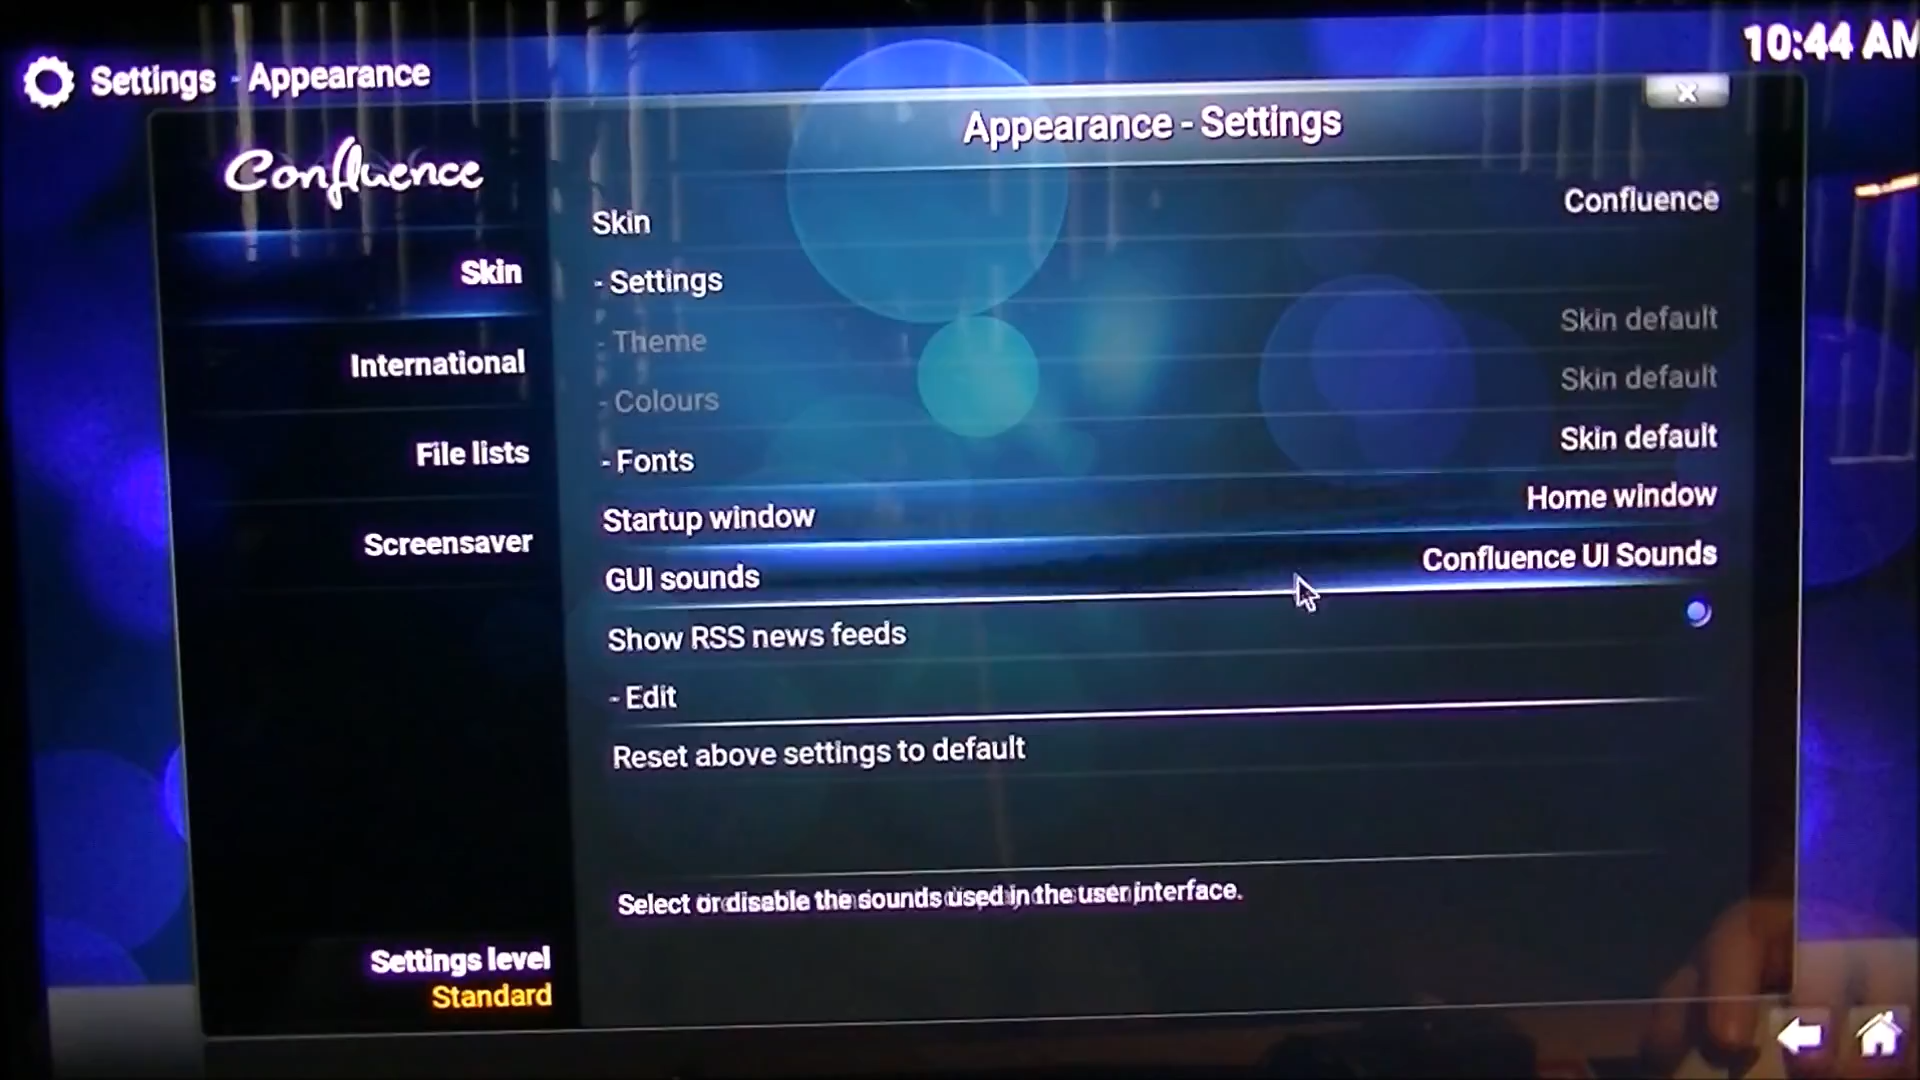 Settings - Appearance
10:44 AM
Appearance - Settings
x
Confluence
Skin
International
File lists
Screensaver
Settings level
Standard
Skin Confluence
- Settings
- Theme Skin default
- Colours Skin default
- Fonts Skin default
Startup window Home window
GUI sounds Confluence UI Sounds
Show RSS news feeds
- Edit
Reset above settings to default
Select or disable the sounds used in the user interface.